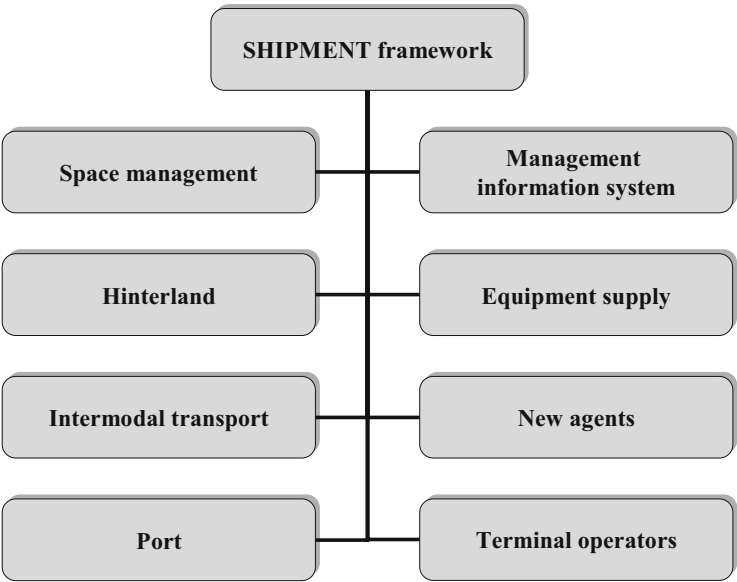 SHIPMENT framework
Space management
Management
information system
Hinterland
Equipment supply
Intermodal transport
New agents
Port
Terminal operators